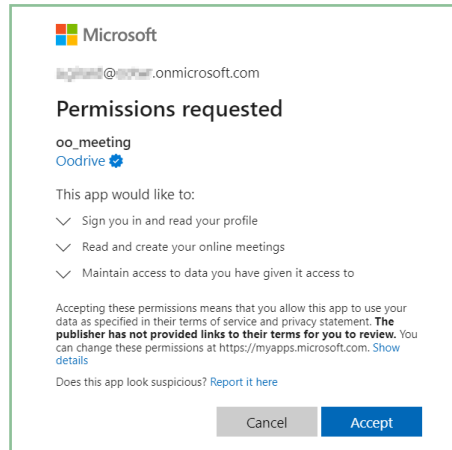 Microsoft
@ .onmicrosoft.com
Permissions requested
oo_meeting
Oodrive
This app would like to:
Sign you in and read your profile
Read and create your online meetings
Maintain access to data you have given it access to
Accepting these permissions means that you allow this app to use your
data as specified in their terms of service and privacy statement. The
publisher has not provided links to their terms for you to review. You
can change these permissions at https://myapps.microsoft.com. Show
details
Does this app look suspicious? Report it here
Cancel Accept